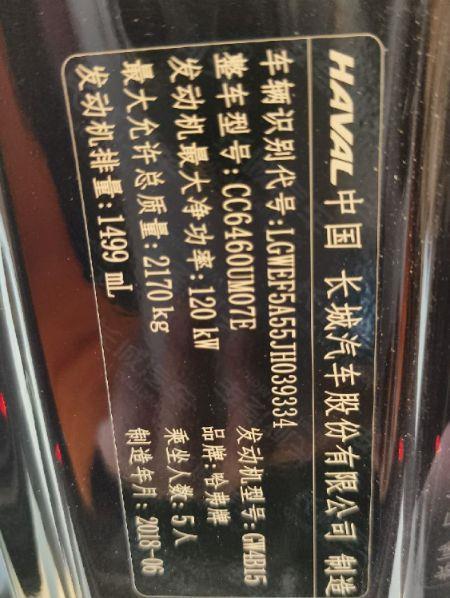 HAVAL 中国 长城汽车股份有限公司 制造
车辆识别代号:LGWEF5A55JH039334
整车型号:CC6460UM07E 发动机型号:GW4B15
发动机最大净功率:120 kW 品牌:哈弗牌
最大允许总质量:2170kg 乘坐人数:5人
发动机排量:1499 mL 制造年月:2018-06